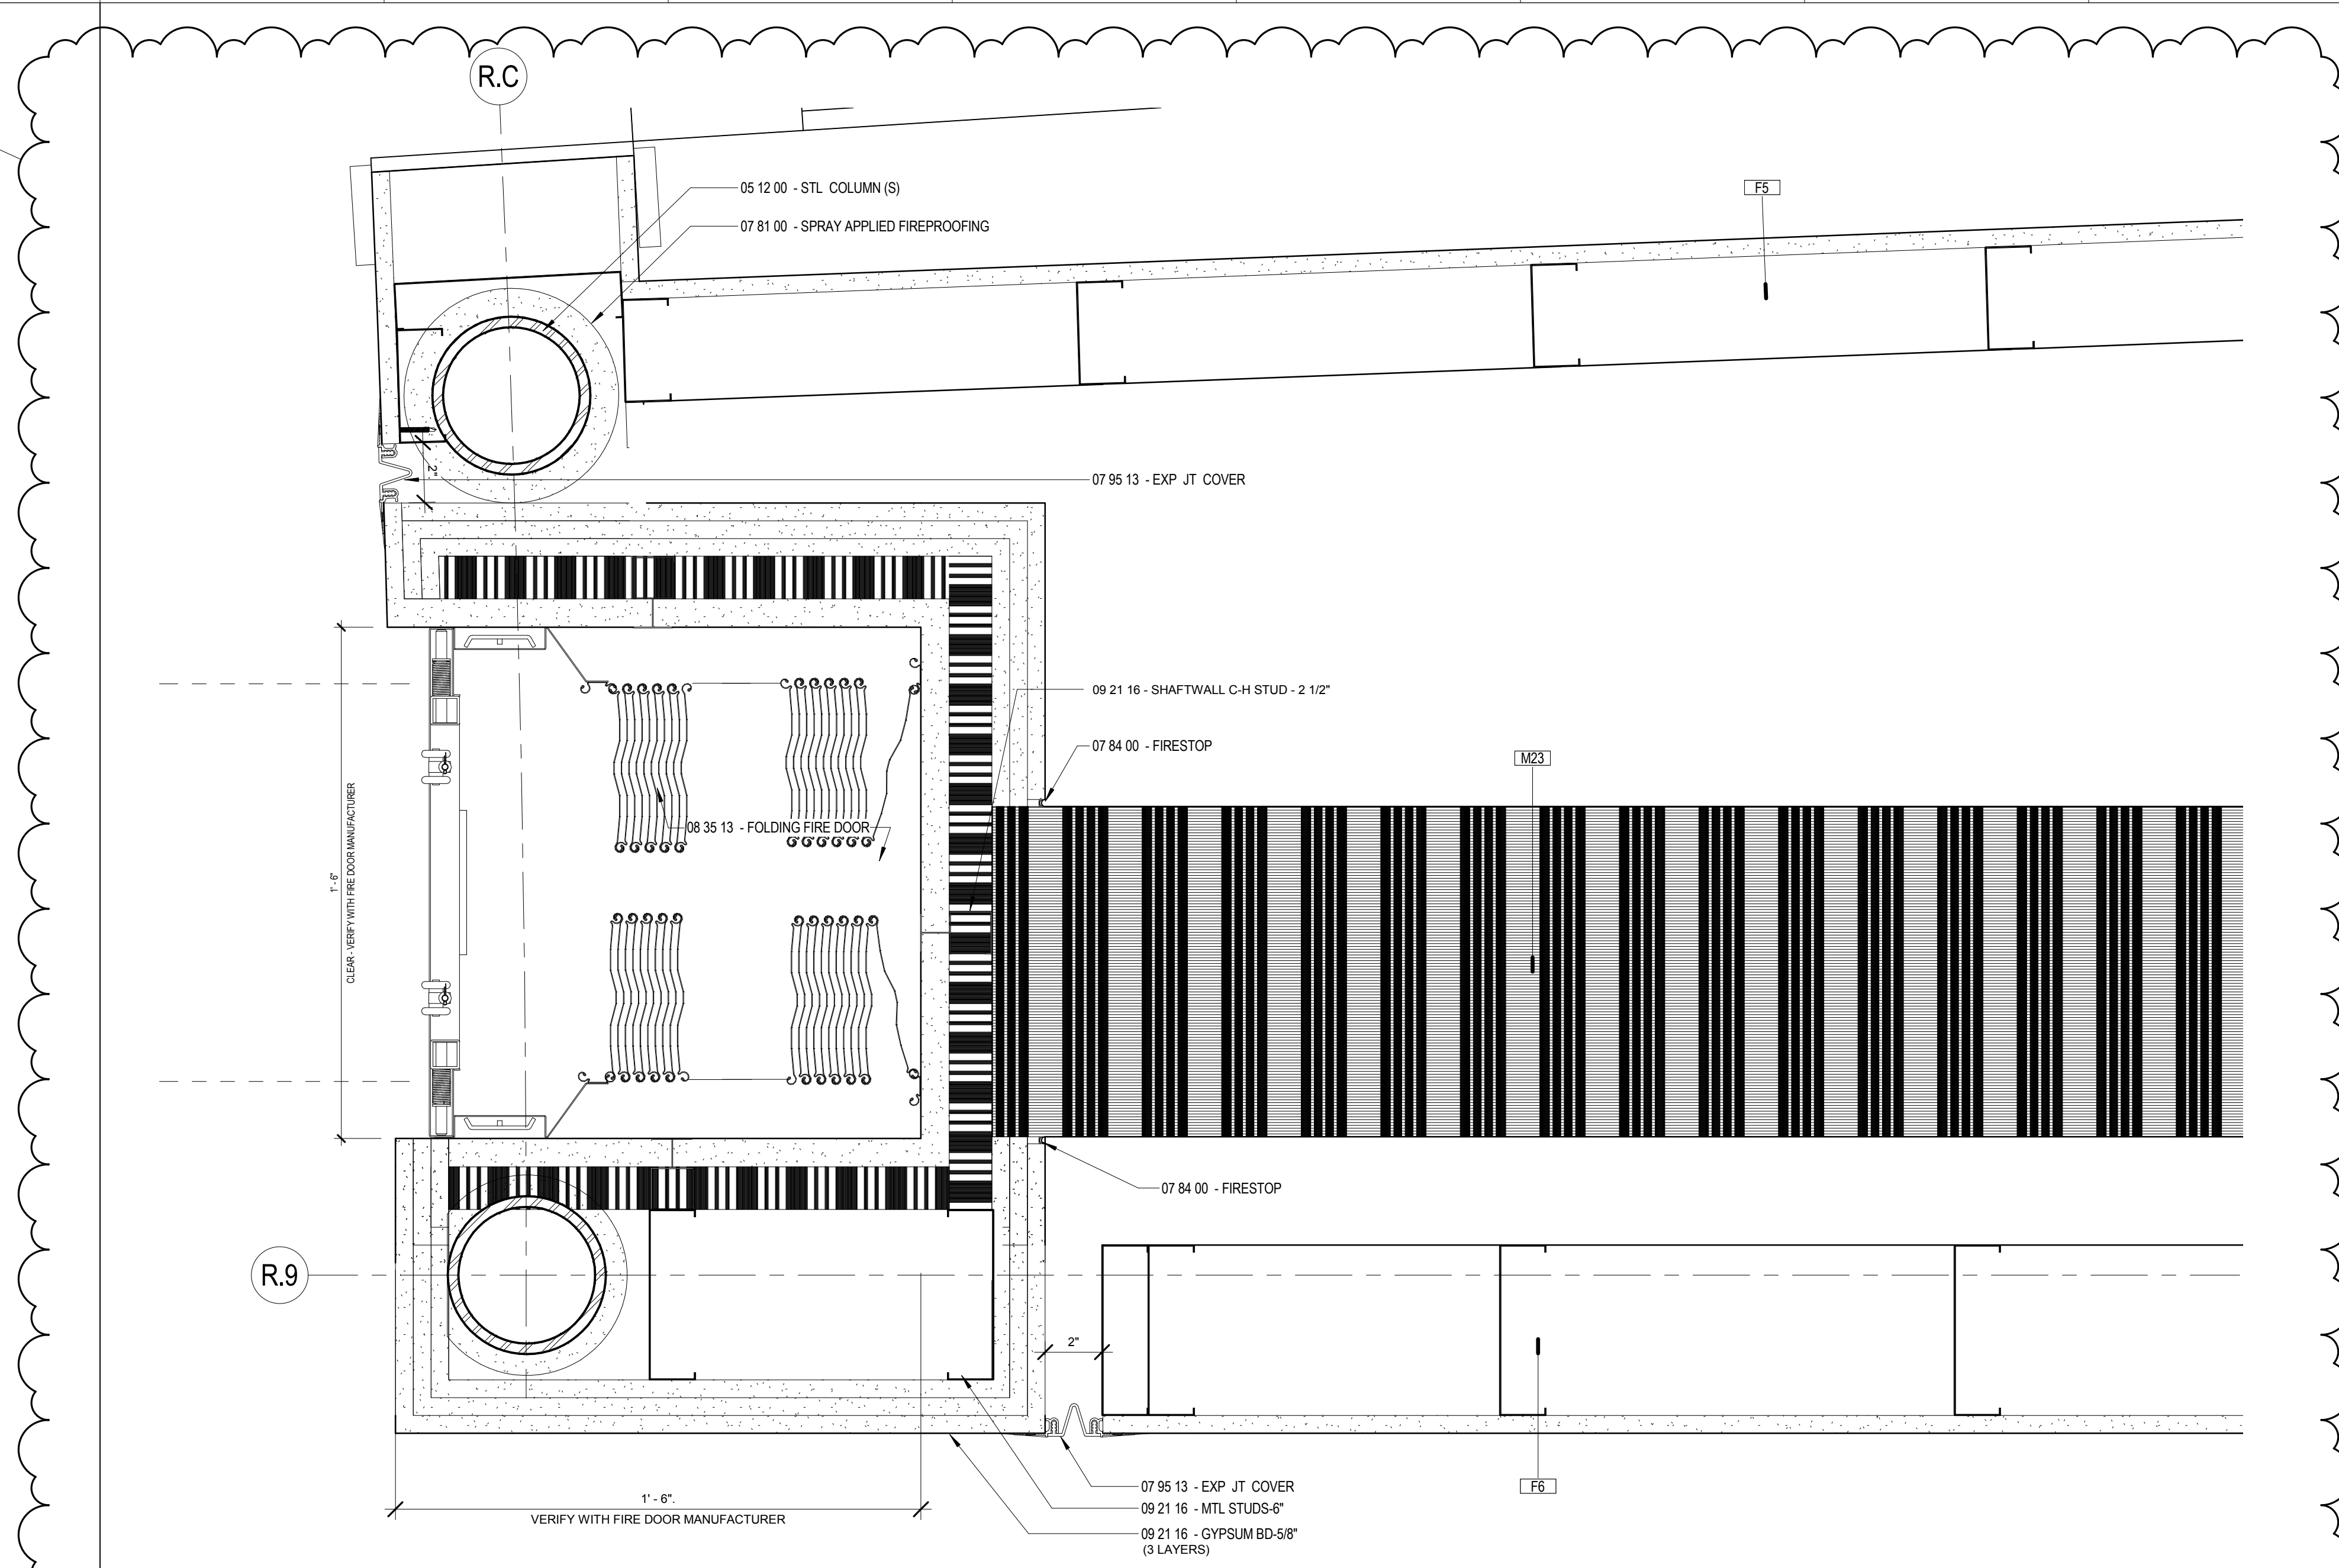 R.C
05 12 00 - STL COLUMN (S)
07 81 00 - SPRAY APPLIED FIREPROOFING
F5
2"
07 95 13 - EXP JT COVER
09 21 16 - SHAFTWALL C-H STUD - 2 1/2"
07 84 00 - FIRESTOP
M23
08 35 13 - FOLDING FIRE DOOR
1' - 6"
CLEAR - VERIFY WITH FIRE DOOR MANUFACTURER
07 84 00 - FIRESTOP
R.9
2"
07 95 13 - EXP JT COVER
F6
09 21 16 - MTL STUDS-6"
1' - 6".
VERIFY WITH FIRE DOOR MANUFACTURER
09 21 16 - GYPSUM BD-5/8"
(3 LAYERS)